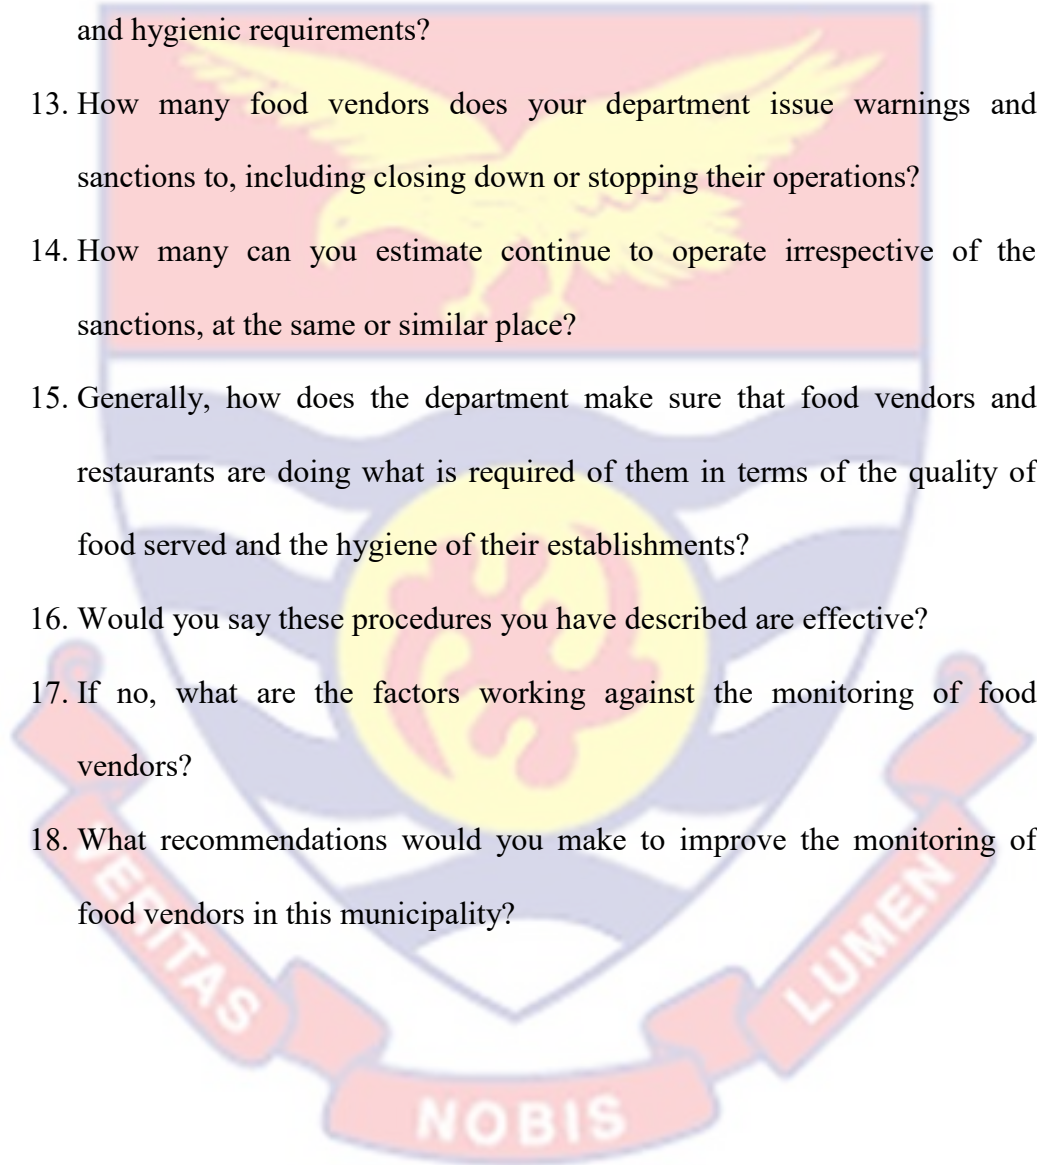 and hygienic requirements?
13. How many food vendors does your department issue warnings and
sanctions to, including closing down or stopping their operations?
14. How many can you estimate continue to operate irrespective of the
sanctions, at the same or similar place?
15. Generally, how does the department make sure that food vendors and
restaurants are doing what is required of them in terms of the quality of
food served and the hygiene of their establishments?
16. Would you say these procedures you have described are effective?
17. If no, what are the factors working against the monitoring of food
vendors?
18. What recommendations would you make to improve the monitoring of
food vendors in this municipality?
VERITAS
NOBIS
LUMEN